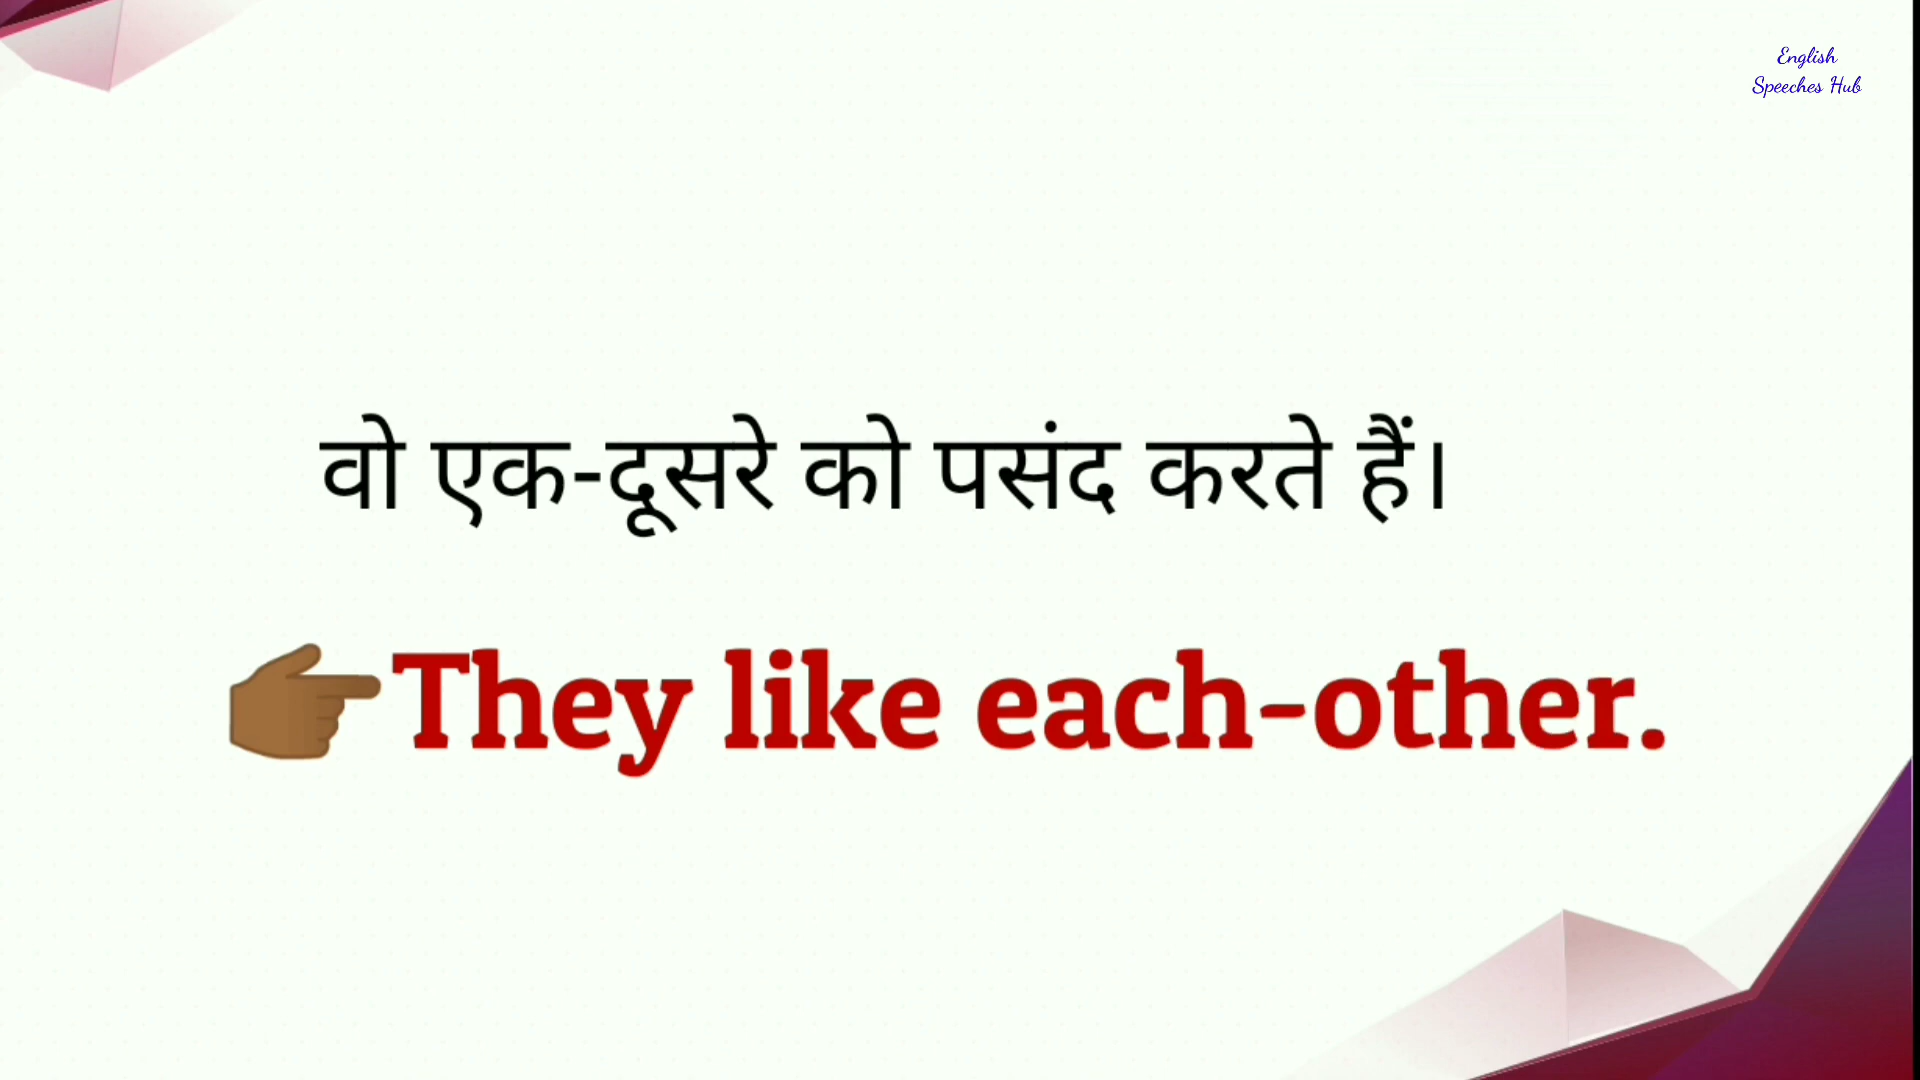 English
Speeches Hub
वो एक-दूसरे को पसंद करते हैं।
👉🏾They like each-other.